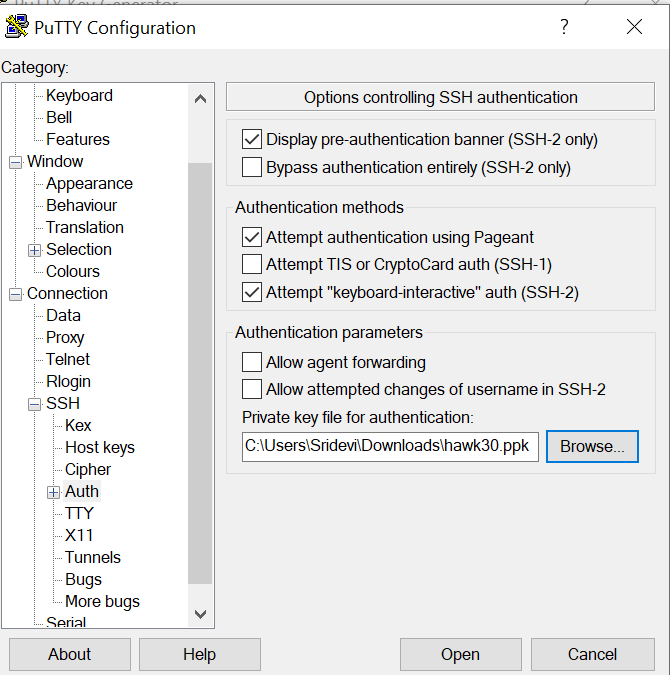 PuTTY Key Generator
PuTTY Configuration
?
Category:
Keyboard
Bell
Features
Window
Appearance
Behaviour
Translation
Selection
Colours
Connection
Data
Proxy
Telnet
Rlogin
SSH
Kex
Host keys
Cipher
Auth
TTY
X11
Tunnels
Bugs
More bugs
Serial
Options controlling SSH authentication
Display pre-authentication banner (SSH-2 only)
Bypass authentication entirely (SSH-2 only)
Authentication methods
Attempt authentication using Pageant
Attempt TIS or CryptoCard auth (SSH-1)
Attempt "keyboard-interactive" auth (SSH-2)
Authentication parameters
Allow agent forwarding
Allow attempted changes of username in SSH-2
Private key file for authentication:
C:\Users\Sridevi\Downloads\hawk30.ppk
Browse...
About
Help
Open
Cancel